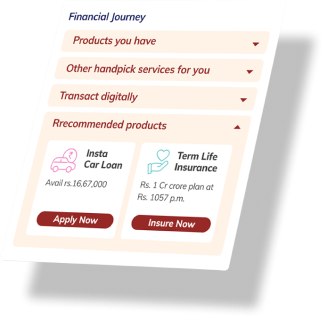 Financial Journey
Products you have
Other handpick services for you
Transact digitally
Rrecommended products
Insta
Car Loan
Avail rs.16,67,000
Apply Now
Term Life
Insurance
Rs. 1 Cr crore plan at
Rs. 1057 p.m.
Insure Now